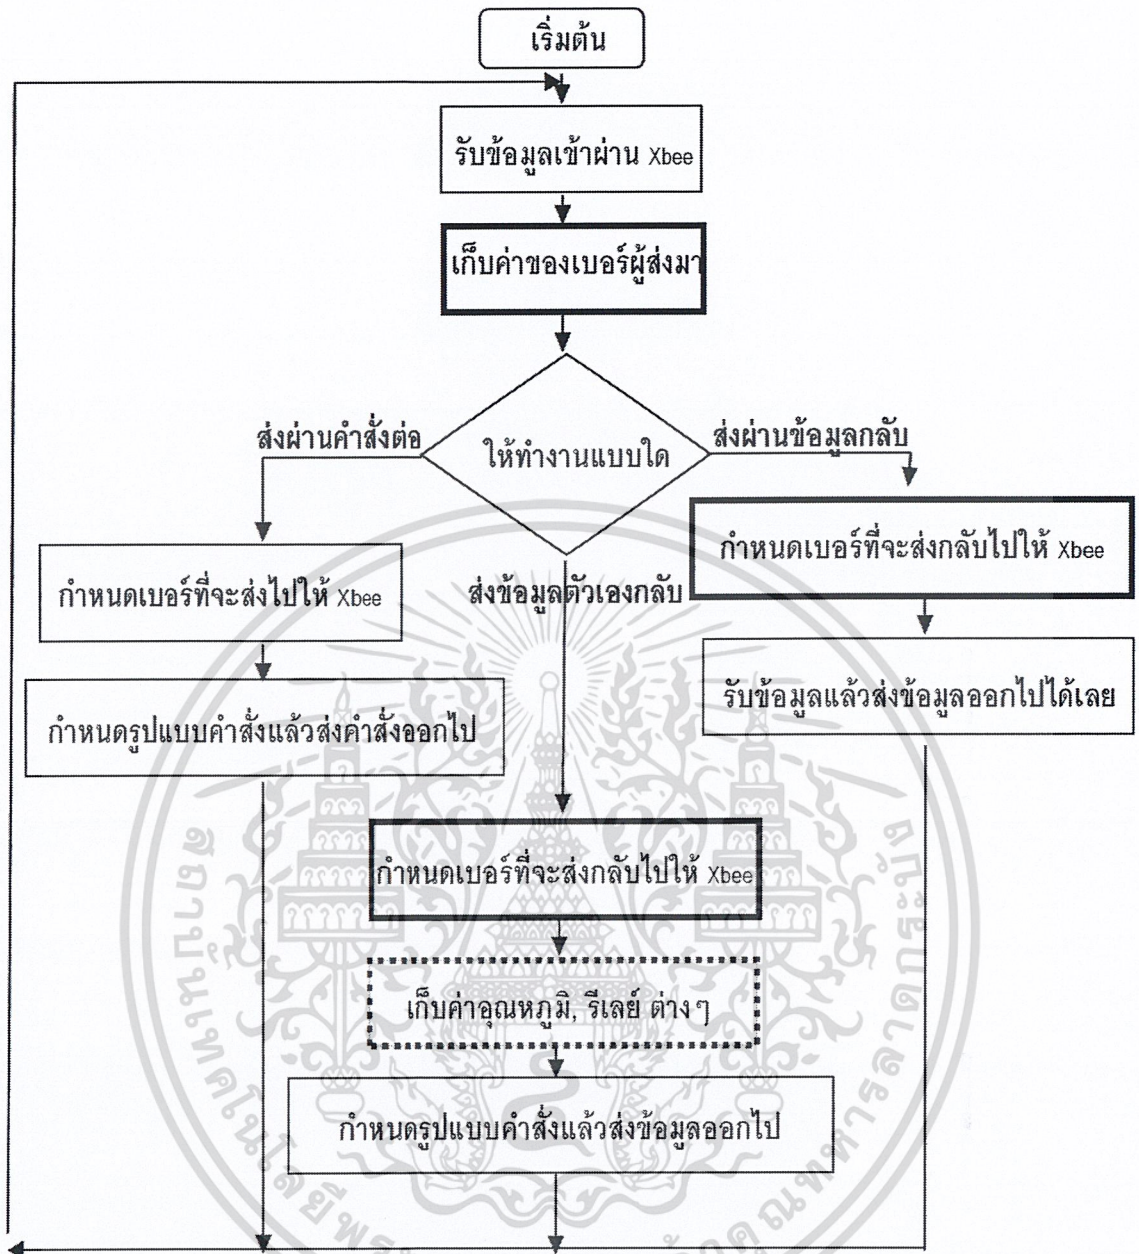 เริ่มต้น
รับข้อมูลเข้าผ่าน Xbee
เก็บค่าของเบอร์ผู้ส่งมา
ให้ทำงานแบบใด
ส่งผ่านคำสั่งต่อ
ส่งผ่านข้อมูลกลับ
ส่งข้อมูลตัวเองกลับ
กำหนดเบอร์ที่จะส่งไปให้ Xbee
กำหนดรูปแบบคำสั่งแล้วส่งคำสั่งออกไป
กำหนดเบอร์ที่จะส่งกลับไปให้ Xbee
รับข้อมูลแล้วส่งข้อมูลออกไปได้เลย
กำหนดเบอร์ที่จะส่งกลับไปให้ Xbee
เก็บค่าอุณหภูมิ, รีเลย์ ต่างๆ
กำหนดรูปแบบคำสั่งแล้วส่งข้อมูลออกไป